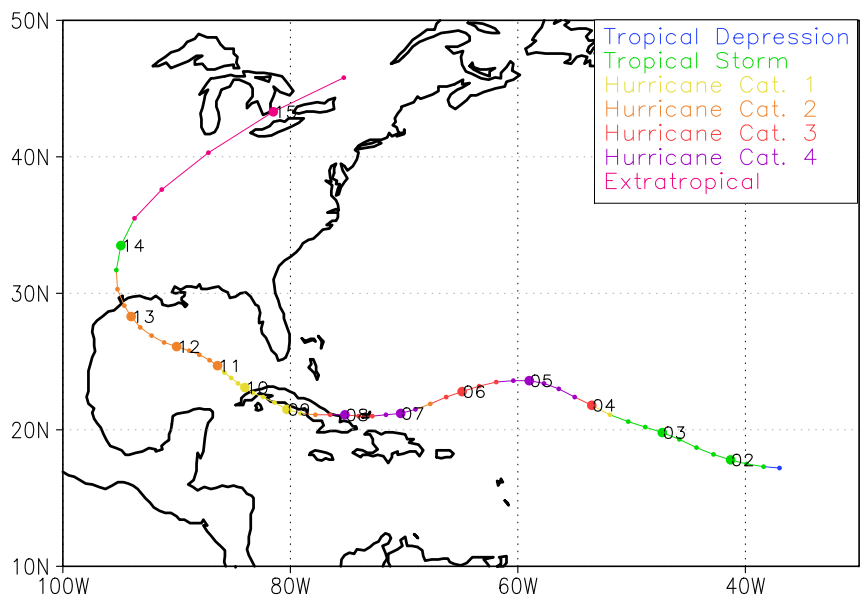 50N
Tropical Depression
Tropical Storm
Hurricane Cat. 1
Hurricane Cat. 2
Hurricane Cat. 3
Hurricane Cat. 4
Extratropical
15
40N
14
30N
13
12
11
10
09
08
07
06
05
04
03
02
20N
10N
100W
80W
60W
40W